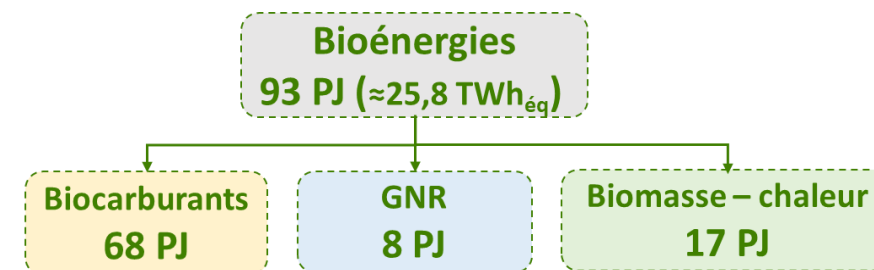 Bioénergies
93 PJ (≈25,8 TWhéq)
Biocarburants
68 PJ
GNR
8 PJ
Biomasse – chaleur
17 PJ